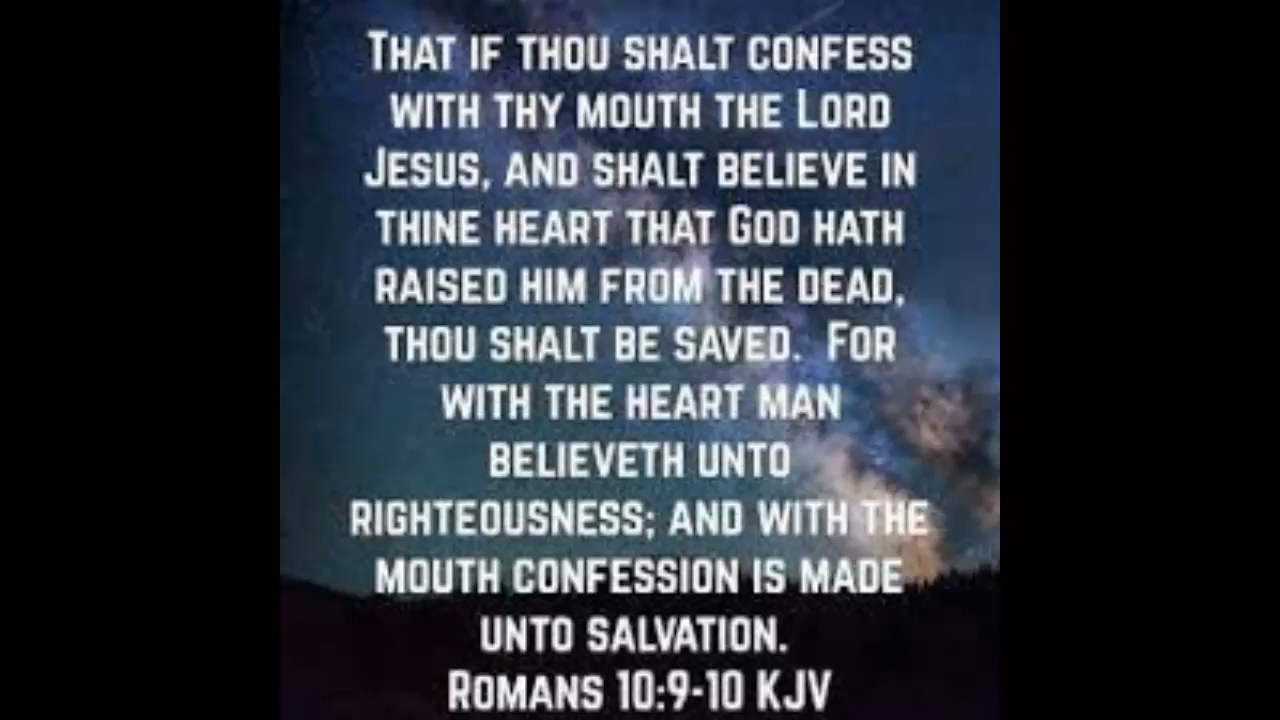 That if thou shalt confess
with thy mouth the Lord
Jesus, and shalt believe in
thine heart that God hath
raised him from the dead,
thou shalt be saved.  For
with the heart man
believeth unto
righteousness; and with the
mouth confession is made
unto salvation.
Romans 10:9-10 KJV